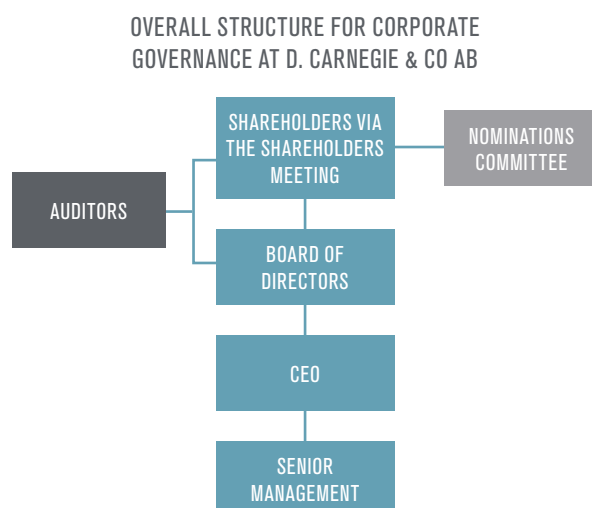 OVERALL STRUCTURE FOR CORPORATE
GOVERNANCE AT D. CARNEGIE & CO AB
SHAREHOLDERS VIA
THE SHAREHOLDERS
MEETING
NOMINATIONS
COMMITTEE
AUDITORS
BOARD OF
DIRECTORS
CEO
SENIOR
MANAGEMENT